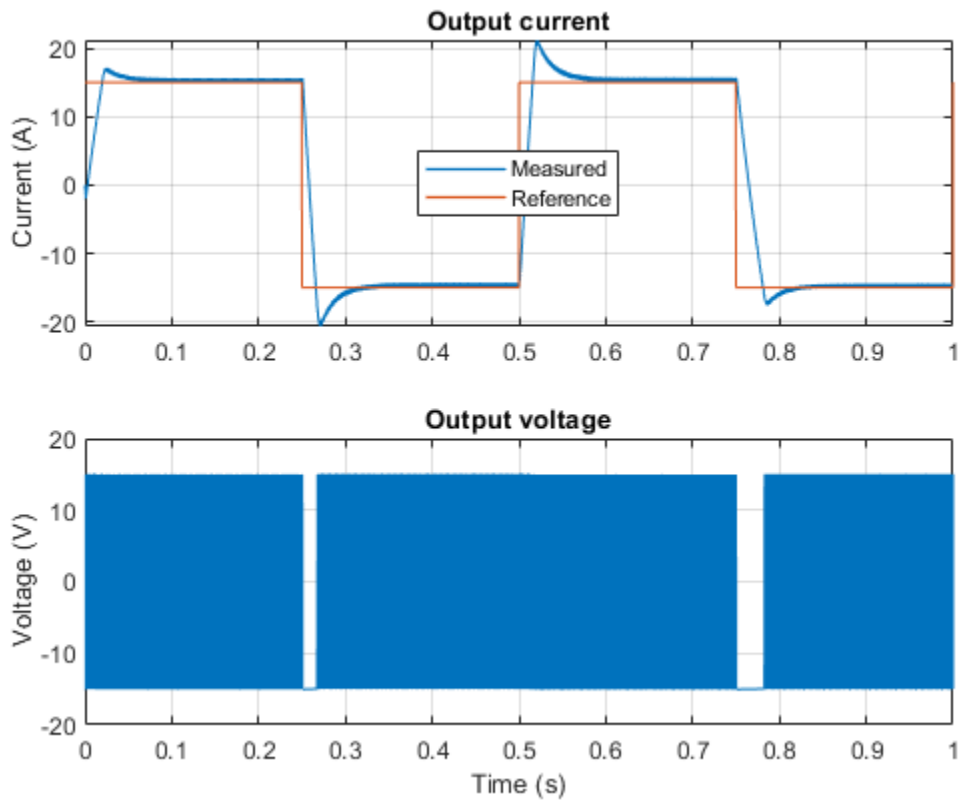 Output current
Current (A)
20
10
0
-10
-20
Measured
Reference
0 0.1 0.2 0.3 0.4 0.5 0.6 0.7 0.8 0.9 1
Output voltage
Voltage (V)
20
10
0
-10
-20
0 0.1 0.2 0.3 0.4 0.5 0.6 0.7 0.8 0.9 1
Time (s)